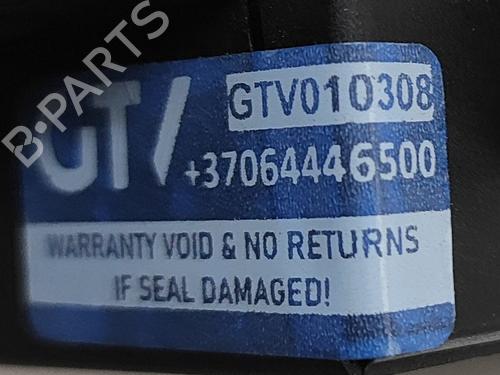 B-PARTS
GTV010308
GTV
+37064446500
WARRANTY VOID & NO RETURNS
IF SEAL DAMAGED!